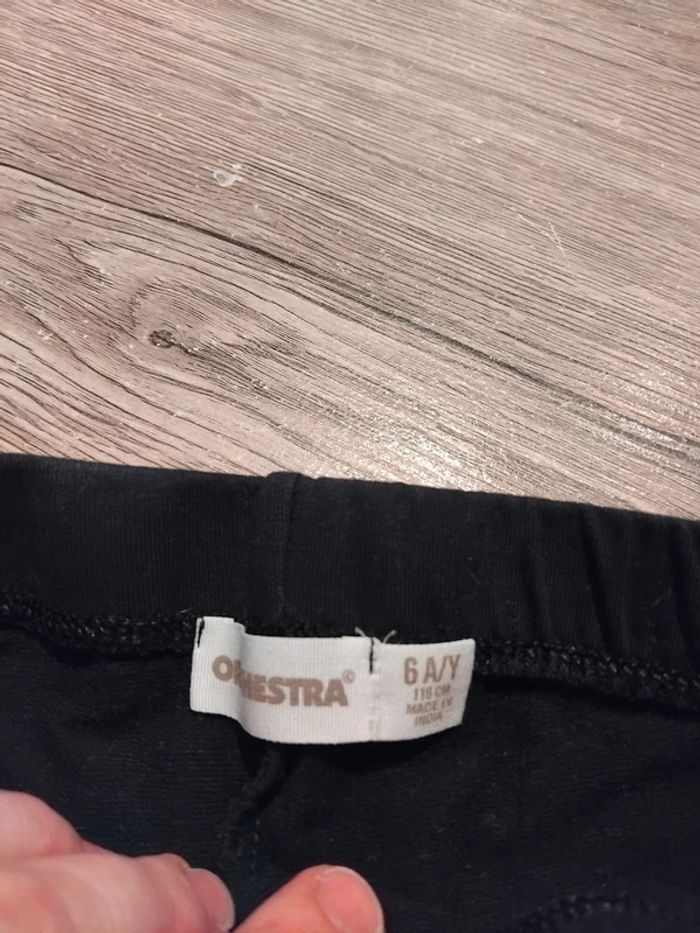 ORCHESTRA©
6 A/Y
116 CM
MADE IN
INDIA